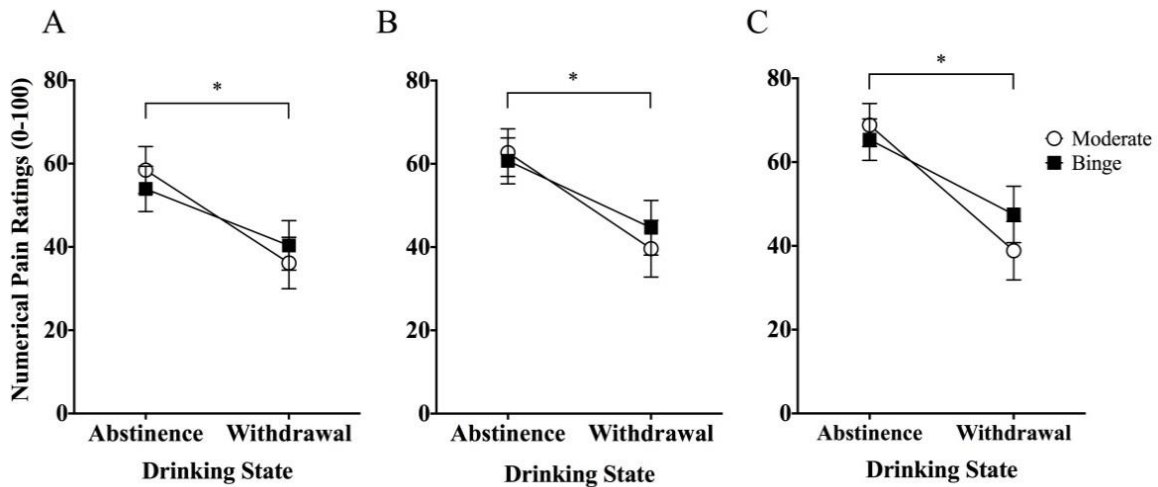 A
B
C
Numerical Pain Ratings (0-100)
80
60
40
20
0
*
Abstinence Withdrawal
Drinking State
80
60
40
20
0
*
Abstinence Withdrawal
Drinking State
80
60
40
20
0
*
Abstinence Withdrawal
Drinking State
Moderate
Binge